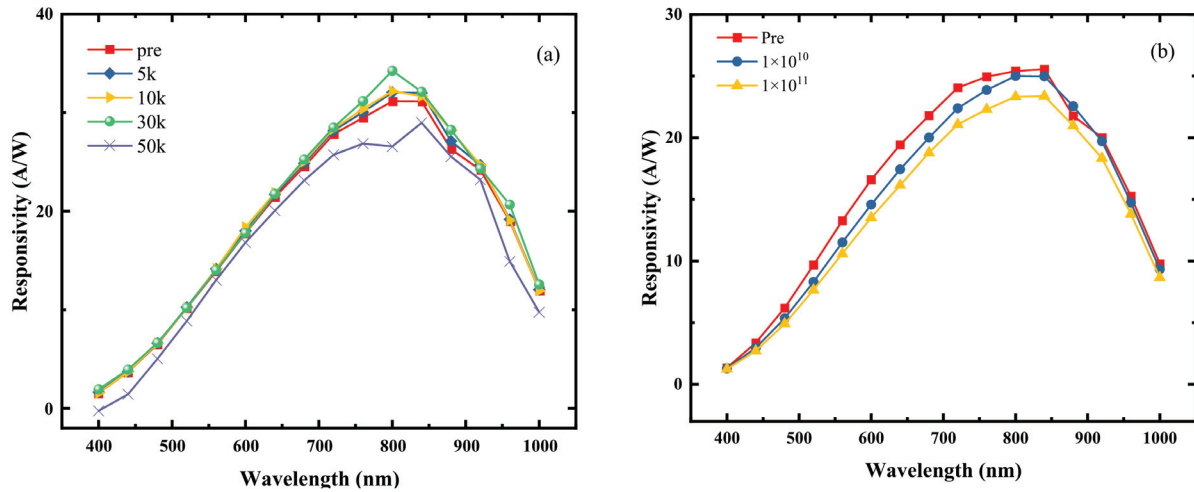 (a)
pre
5k
10k
30k
50k
Responsivity (A/W)
40
20
0
400 500 600 700 800 900 1000
Wavelength (nm)
(b)
Pre
1×10¹⁰
1×10¹¹
Responsivity (A/W)
30
20
10
0
400 500 600 700 800 900 1000
Wavelength (nm)